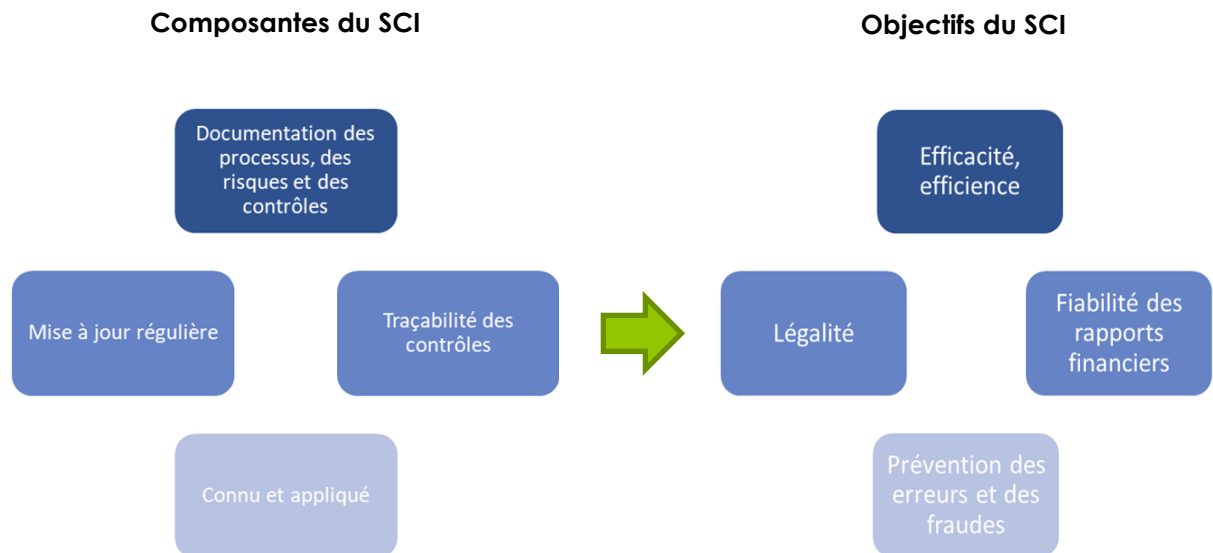 Composantes du SCI
Objectifs du SCI
Documentation des
processus, des
risques et des
contrôles
Mise à jour régulière
Traçabilité des
contrôles
Connu et appliqué
Efficacité,
efficience
Légalité
Fiabilité des
rapports
financiers
Prévention des
erreurs et des
fraudes